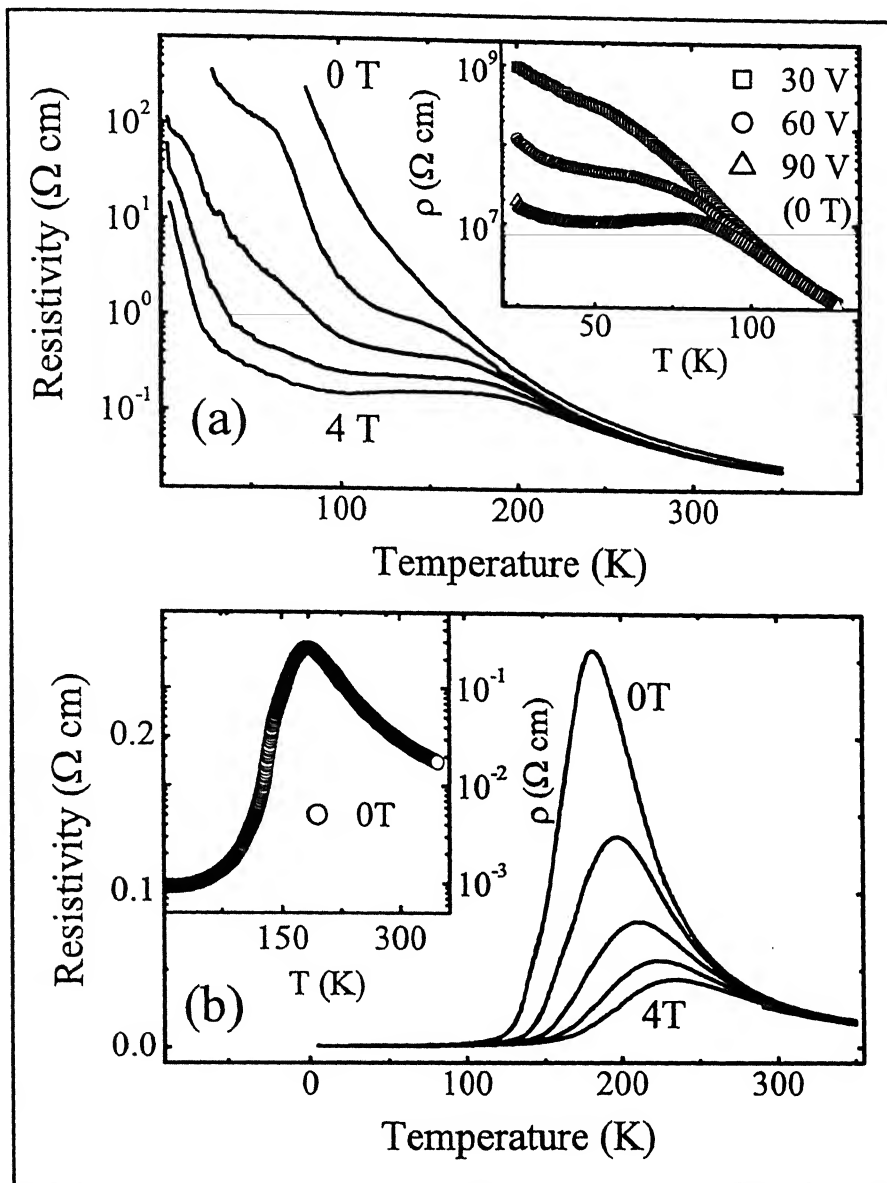 Resistivity (Ω cm)
10²
10¹
10⁰
10⁻¹
0 T
4 T
(a)
100
200
300
Temperature (K)
ρ (Ω cm)
10⁹
10⁷
30 V
60 V
90 V
(0 T)
50
100
T (K)
Resistivity (Ω cm)
0.2
0.1
0.0
0T
150
300
T (K)
(b)
10⁻¹
10⁻²
10⁻³
ρ (Ω cm)
0T
4T
0
100
200
300
Temperature (K)